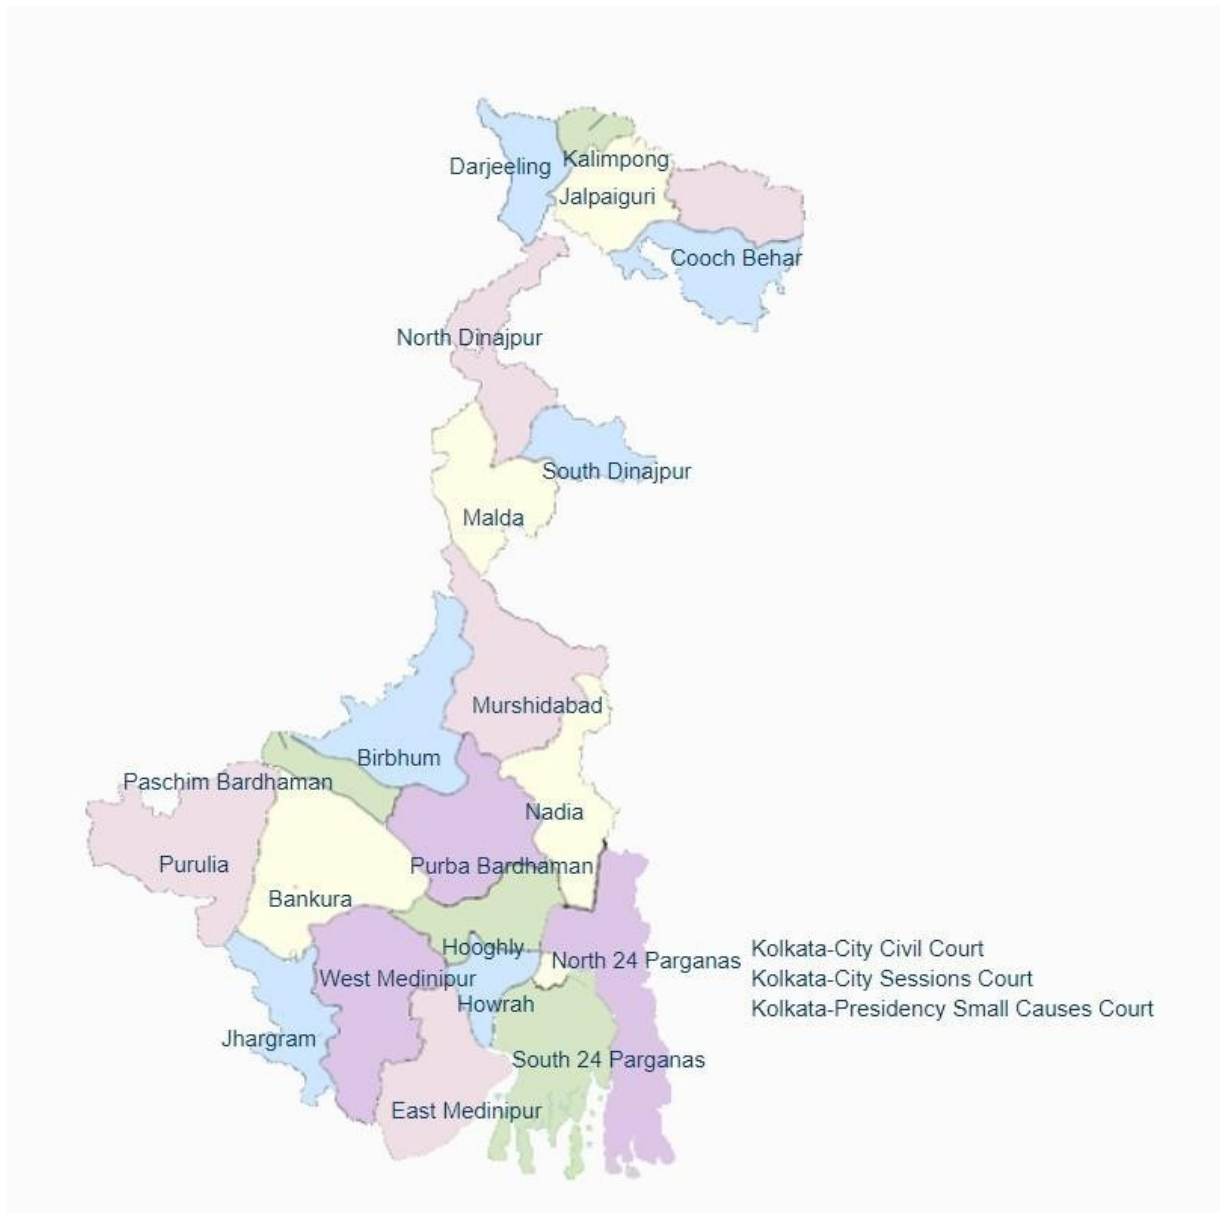 Darjeeling
Kalimpong
Jalpaiguri
Cooch Behar
North Dinajpur
South Dinajpur
Malda
Murshidabad
Birbhum
Paschim Bardhaman
Nadia
Purulia
Purba Bardhaman
Bankura
Hooghly
North 24 Parganas
Kolkata-City Civil Court
Kolkata-City Sessions Court
Kolkata-Presidency Small Causes Court
West Medinipur
Howrah
Jhargram
South 24 Parganas
East Medinipur